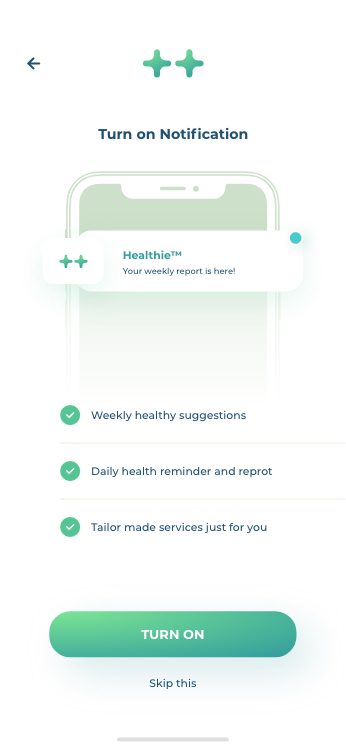 Turn on Notification
Healthie™
Your weekly report is here!
Weekly healthy suggestions
Daily health reminder and reprot
Tailor made services just for you
TURN ON
Skip this